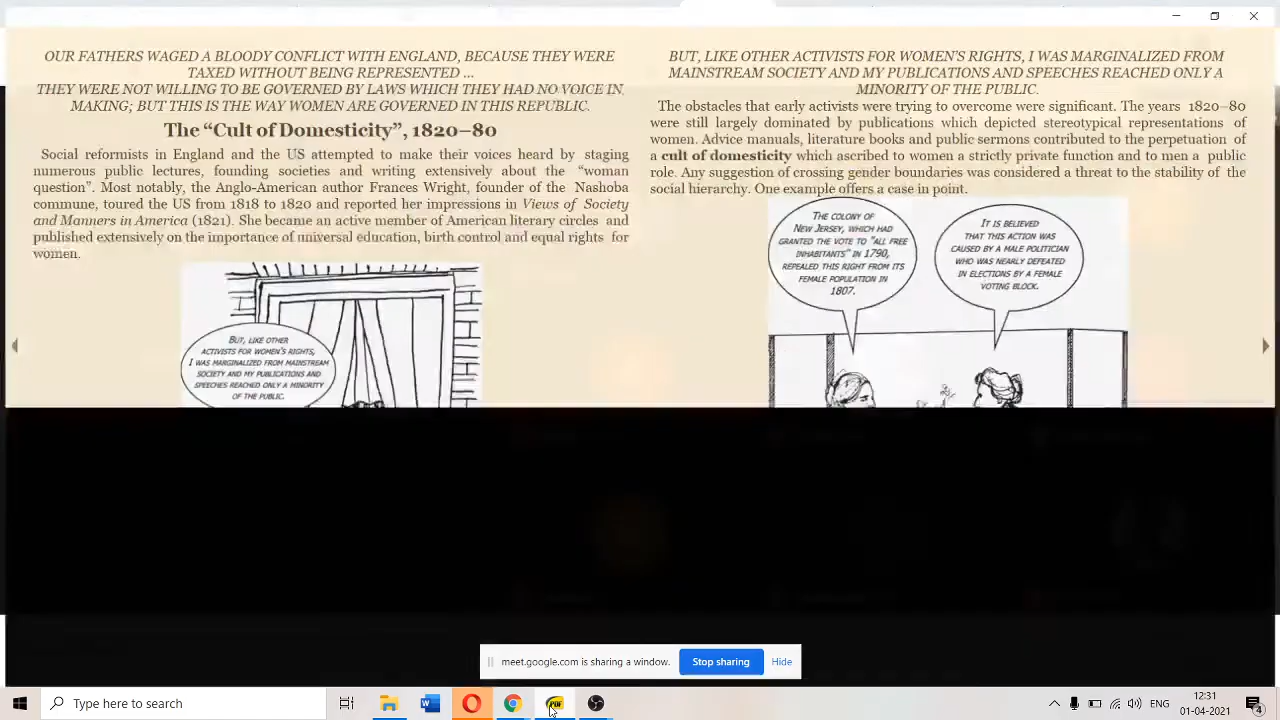 OUR FATHERS WAGED A BLOODY CONFLICT WITH ENGLAND, BECAUSE THEY WERE
TAXED WITHOUT BEING REPRESENTED ...
THEY WERE NOT WILLING TO BE GOVERNED BY LAWS WHICH THEY HAD NO VOICE IN
MAKING; BUT THIS IS THE WAY WOMEN ARE GOVERNED IN THIS REPUBLIC.
The “Cult of Domesticity”, 1820–80
Social reformists in England and the US attempted to make their voices heard by staging
numerous public lectures, founding societies and writing extensively about the “woman
question”. Most notably, the Anglo-American author Frances Wright, founder of the Nashoba
commune, toured the US from 1818 to 1820 and reported her impressions in Views of Society
and Manners in America (1821). She became an active member of American literary circles and
published extensively on the importance of universal education, birth control and equal rights for
women.
BUT, LIKE OTHER
ACTIVISTS FOR WOMEN'S RIGHTS,
I WAS MARGINALIZED FROM MAINSTREAM
SOCIETY AND MY PUBLICATIONS AND
SPEECHES REACHED ONLY A MINORITY
OF THE PUBLIC.
BUT, LIKE OTHER ACTIVISTS FOR WOMEN’S RIGHTS, I WAS MARGINALIZED FROM
MAINSTREAM SOCIETY AND MY PUBLICATIONS AND SPEECHES REACHED ONLY A
MINORITY OF THE PUBLIC.
The obstacles that early activists were trying to overcome were significant. The years 1820–80
were still largely dominated by publications which depicted stereotypical representations of
women. Advice manuals, literature books and public sermons contributed to the perpetuation of
a cult of domesticity which ascribed to women a strictly private function and to men a public
role. Any suggestion of crossing gender boundaries was considered a threat to the stability of the
social hierarchy. One example offers a case in point.
THE COLONY OF
NEW JERSEY, WHICH HAD
GRANTED THE VOTE TO "ALL FREE
INHABITANTS" IN 1790,
REPEALED THIS RIGHT FROM ITS
FEMALE POPULATION IN
1807.
IT IS BELIEVED
THAT THIS ACTION WAS
CAUSED BY A MALE POLITICIAN
WHO WAS NEARLY DEFEATED
IN ELECTIONS BY A FEMALE
VOTING BLOCK.
meet.google.com is sharing a window.
Stop sharing
Hide
Type here to search
ENG
12:31
01-04-2021
4